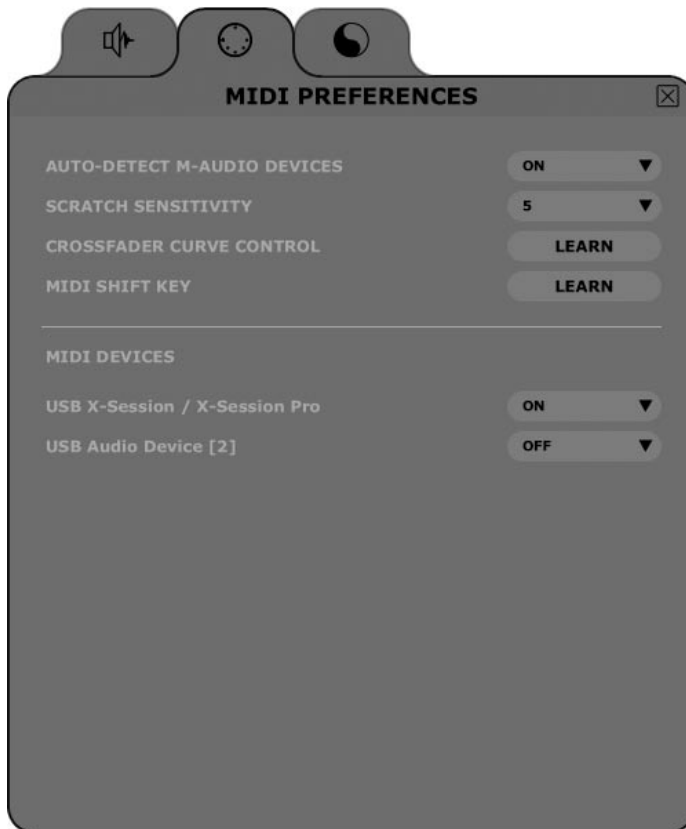 MIDI PREFERENCES
AUTO-DETECT M-AUDIO DEVICES ON
SCRATCH SENSITIVITY 5
CROSSFADER CURVE CONTROL LEARN
MIDI SHIFT KEY LEARN
MIDI DEVICES
USB X-Session / X-Session Pro ON
USB Audio Device [2] OFF